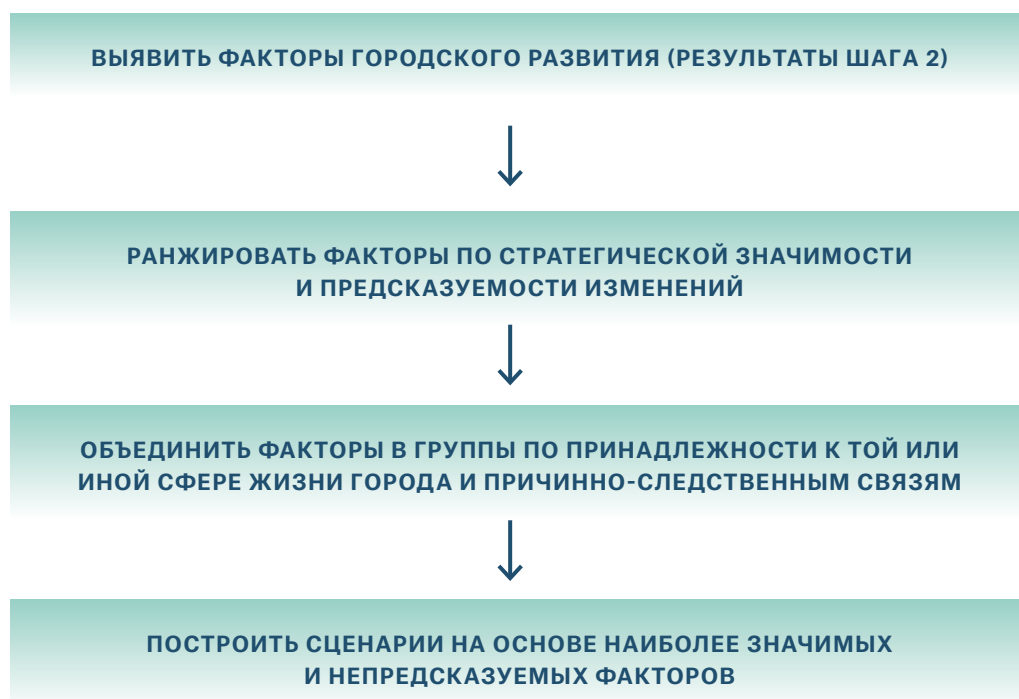 ВЫЯВИТЬ ФАКТОРЫ ГОРОДСКОГО РАЗВИТИЯ (РЕЗУЛЬТАТЫ ШАГА 2)
РАНЖИРОВАТЬ ФАКТОРЫ ПО СТРАТЕГИЧЕСКОЙ ЗНАЧИМОСТИ
И ПРЕДСКАЗУЕМОСТИ ИЗМЕНЕНИЙ
ОБЪЕДИНИТЬ ФАКТОРЫ В ГРУППЫ ПО ПРИНАДЛЕЖНОСТИ К ТОЙ ИЛИ
ИНОЙ СФЕРЕ ЖИЗНИ ГОРОДА И ПРИЧИННО-СЛЕДСТВЕННЫМ СВЯЗЯМ
ПОСТРОИТЬ СЦЕНАРИИ НА ОСНОВЕ НАИБОЛЕЕ ЗНАЧИМЫХ
И НЕПРЕДСКАЗУЕМЫХ ФАКТОРОВ